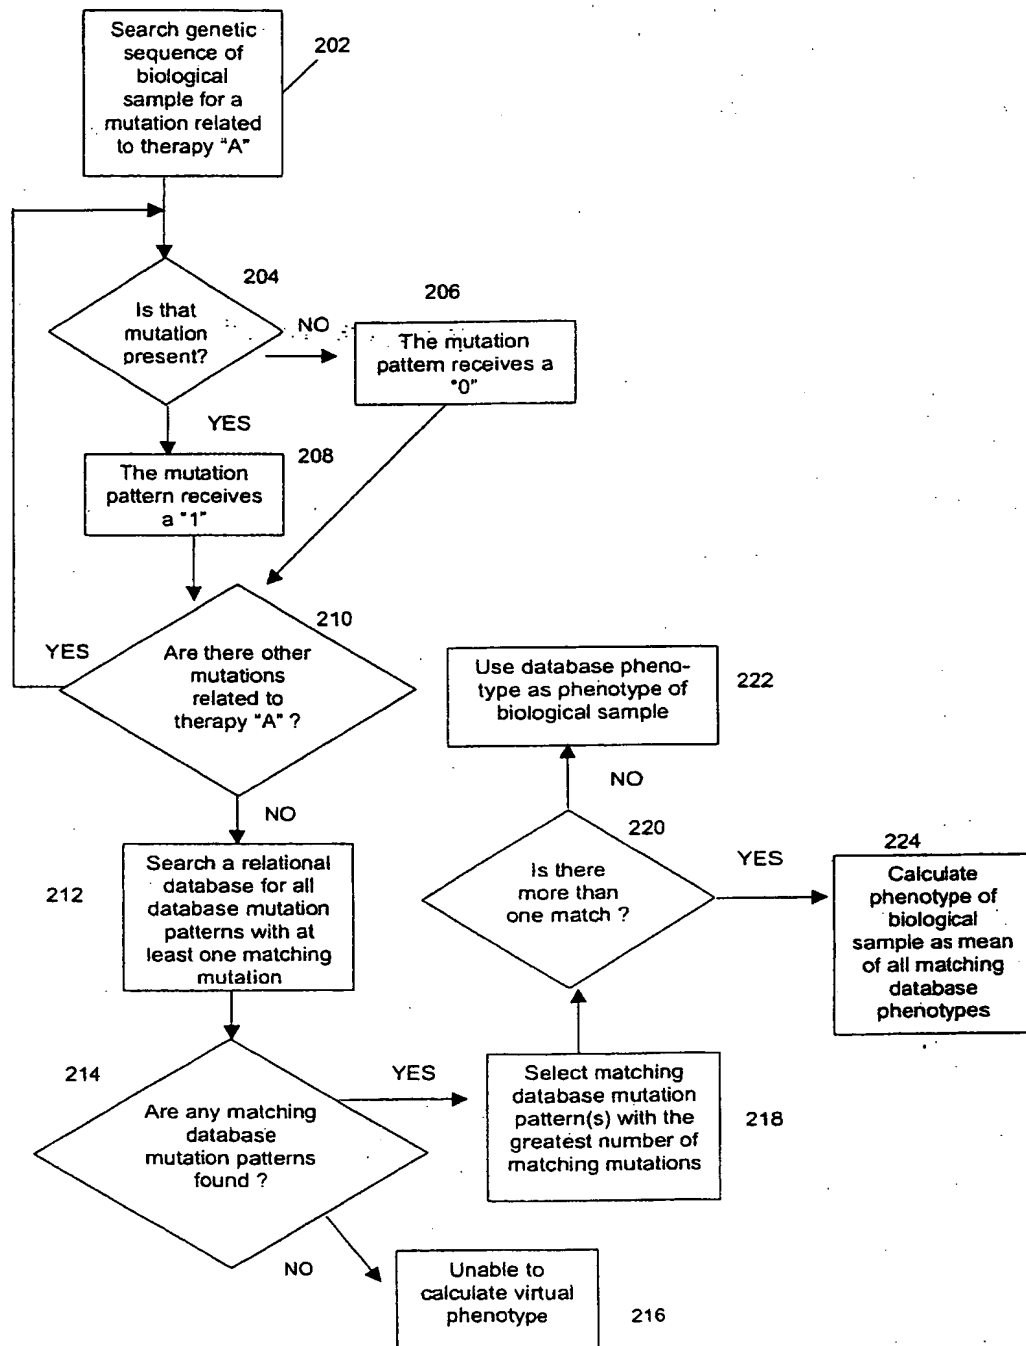 Search genetic
sequence of
biological
sample for a
mutation related
to therapy "A"
202
204
Is that
mutation
present?
NO
206
The mutation
pattern receives a
"0"
YES
208
The mutation
pattern receives
a "1"
210
YES
Are there other
mutations
related to
therapy "A" ?
NO
212
Search a relational
database for all
database mutation
patterns with at
least one matching
mutation
214
Are any matching
database
mutation patterns
found ?
YES
NO
Unable to
calculate virtual
phenotype
216
Select matching
database mutation
pattern(s) with the
greatest number of
matching mutations
218
220
Is there
more than
one match ?
NO
Use database pheno-
type as phenotype of
biological sample
222
YES
224
Calculate
phenotype of
biological
sample as mean
of all matching
database
phenotypes